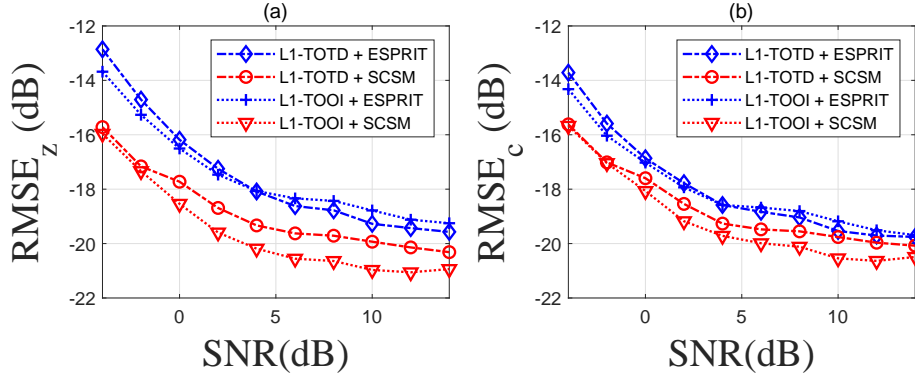 (a)
-12
-14
-16
-18
-20
-22
0
5
10
SNR(dB)
RMSE_z (dB)
L1-TOTD + ESPRIT
L1-TOTD + SCSM
L1-TOOI + ESPRIT
L1-TOOI + SCSM
(b)
-12
-14
-16
-18
-20
-22
0
5
10
SNR(dB)
RMSE_c (dB)
L1-TOTD + ESPRIT
L1-TOTD + SCSM
L1-TOOI + ESPRIT
L1-TOOI + SCSM